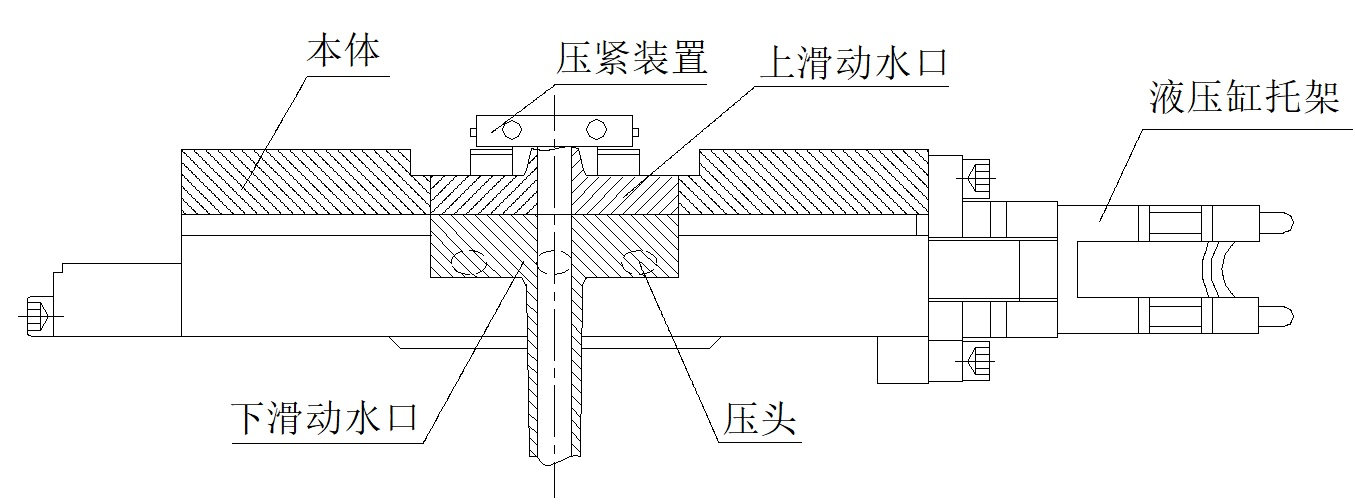 本体
压紧装置
上滑动水口
液压缸托架
下滑动水口
压头